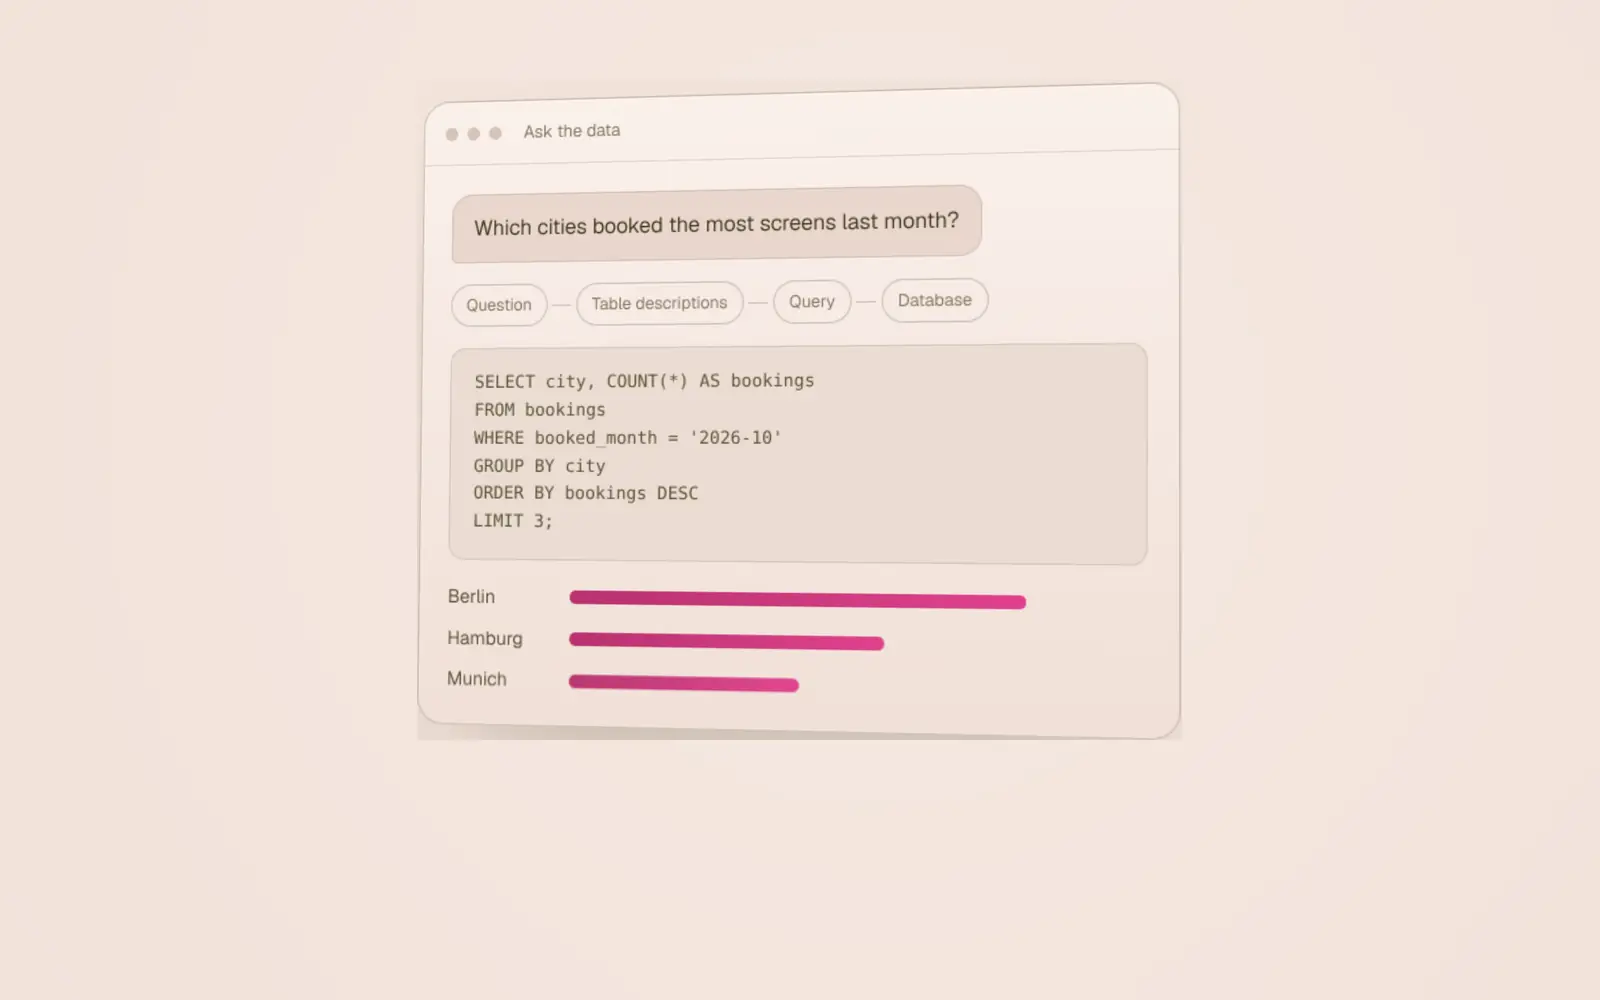 Ask the data
Which cities booked the most screens last month?
Question
Table descriptions
Query
Database
SELECT city, COUNT(*) AS bookings
FROM bookings
WHERE booked_month = '2026-10'
GROUP BY city
ORDER BY bookings DESC
LIMIT 3;
Berlin
Hamburg
Munich